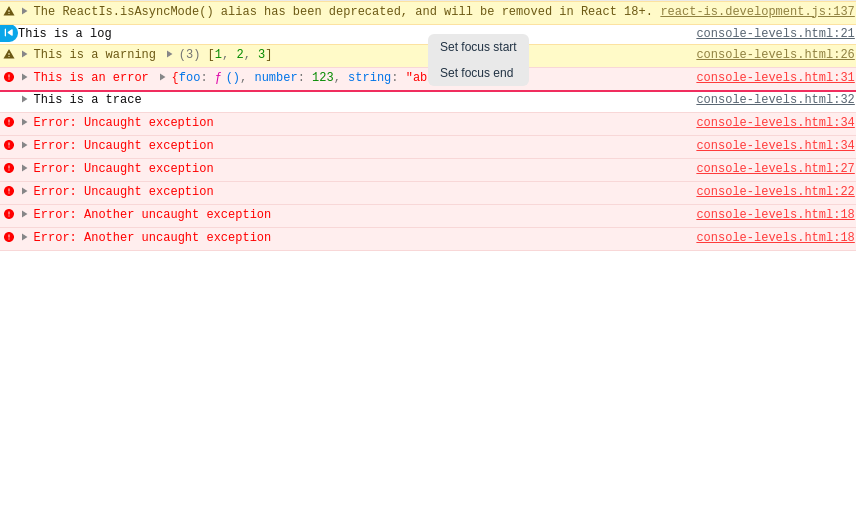 The ReactIs.isAsyncMode() alias has been deprecated, and will be removed in React 18+. react-is.development.js:137
This is a log console-levels.html:21
Set focus start
This is a warning (3) [1, 2, 3] console-levels.html:26
Set focus end
This is an error {foo: ƒ (), number: 123, string: "ab console-levels.html:31
This is a trace console-levels.html:32
Error: Uncaught exception console-levels.html:34
Error: Uncaught exception console-levels.html:34
Error: Uncaught exception console-levels.html:27
Error: Uncaught exception console-levels.html:22
Error: Another uncaught exception console-levels.html:18
Error: Another uncaught exception console-levels.html:18